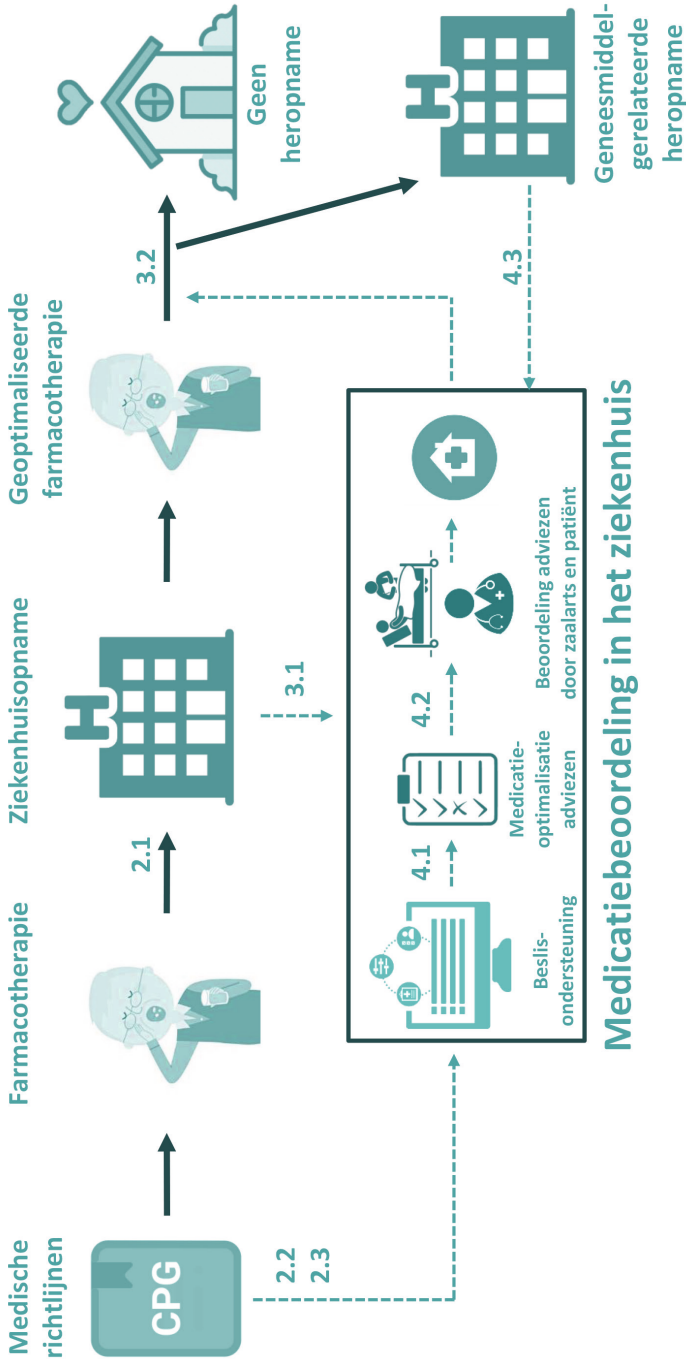 Medische
richtlijnen
CPG
Farmacotherapie
2.1
Ziekenhuisopname
H
Geoptimaliseerde
farmacotherapie
3.2
Geen
heropname
2.2
2.3
3.1
4.3
H
Geneesmiddel-
gerelateerde
heropname
Beslis-
ondersteuning
4.1
Medicatie-
optimalisatie
adviezen
4.2
Beoordeling adviezen
door zaalarts en patiënt
Medicatiebeoordeling in het ziekenhuis